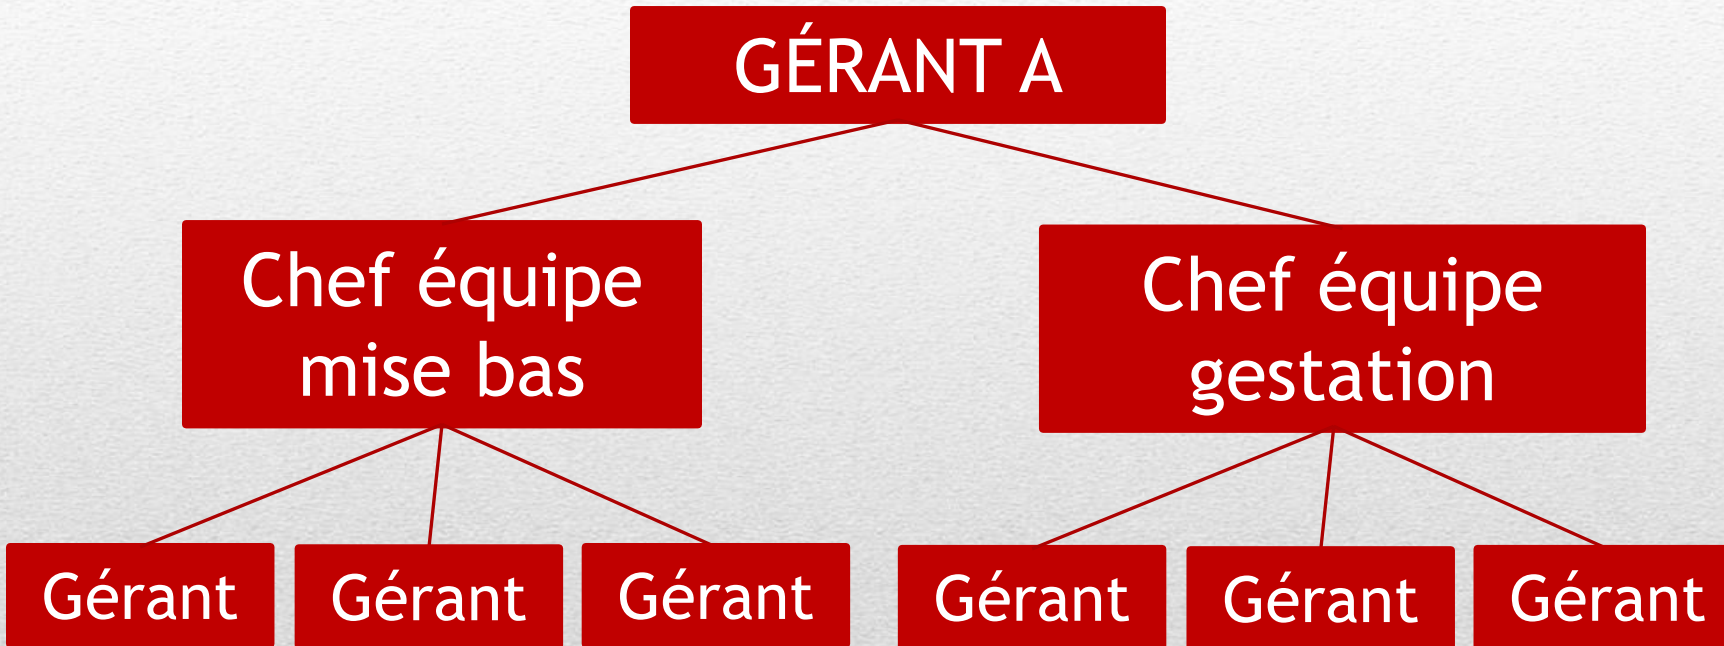 GÉRANT A
Chef équipe
mise bas
Chef équipe
gestation
Gérant
Gérant
Gérant
Gérant
Gérant
Gérant